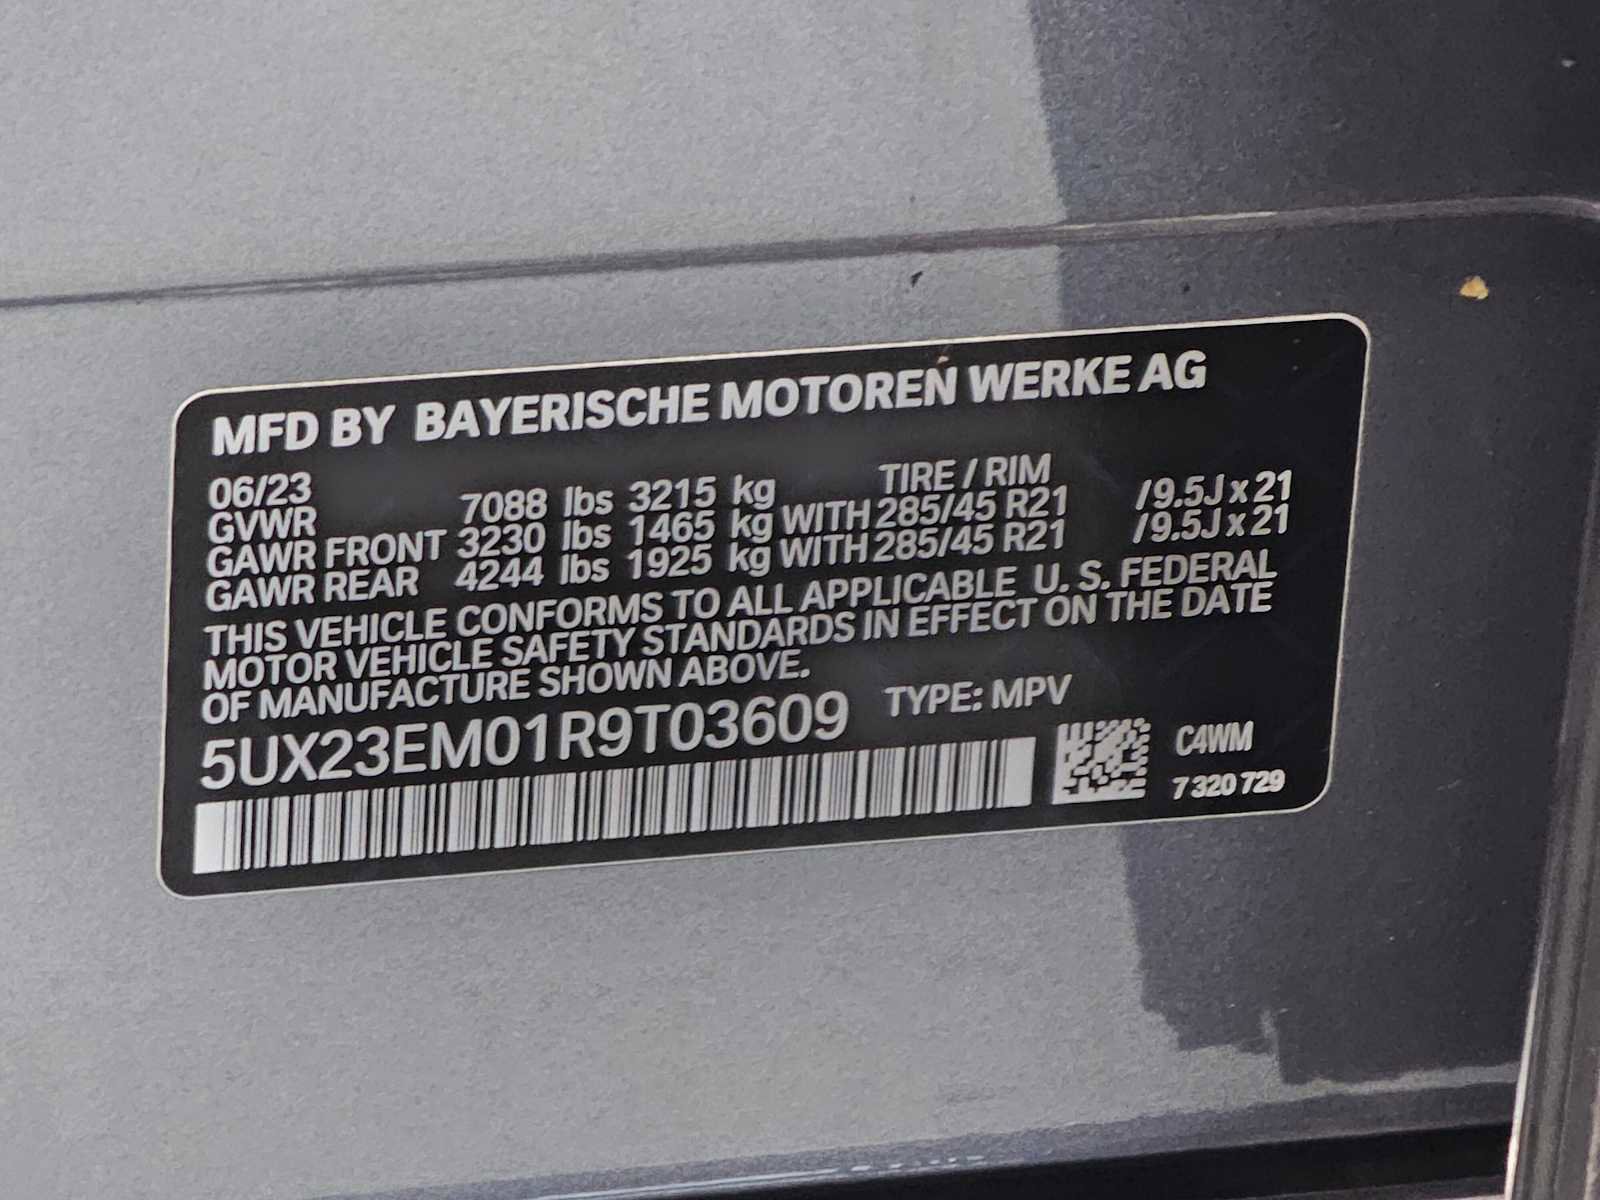 MFD BY BAYERISCHE MOTOREN WERKE AG
06/23 TIRE / RIM
GVWR 7088 lbs 3215 kg
GAWR FRONT 3230 lbs 1465 kg WITH 285/45 R21 /9.5J x 21
GAWR REAR 4244 lbs 1925 kg WITH 285/45 R21 /9.5J x 21
THIS VEHICLE CONFORMS TO ALL APPLICABLE U. S. FEDERAL
MOTOR VEHICLE SAFETY STANDARDS IN EFFECT ON THE DATE
OF MANUFACTURE SHOWN ABOVE.
5UX23EM01R9T03609 TYPE: MPV
C4WM
7 320 729